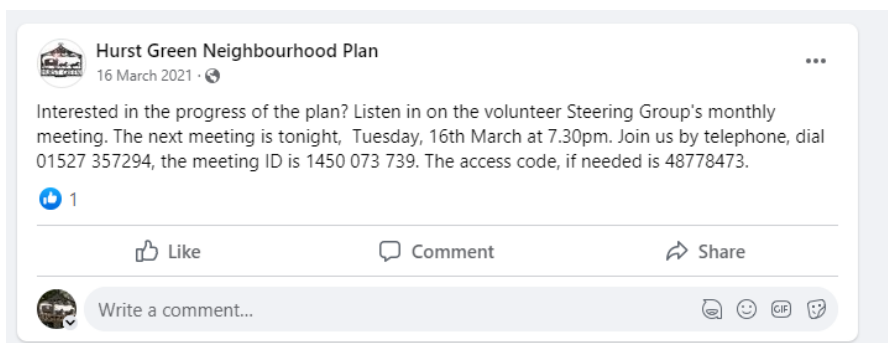 Hurst Green Neighbourhood Plan
16 March 2021 ·
Interested in the progress of the plan? Listen in on the volunteer Steering Group's monthly
meeting. The next meeting is tonight,  Tuesday, 16th March at 7.30pm. Join us by telephone, dial
01527 357294, the meeting ID is 1450 073 739. The access code, if needed is 48778473.
1
Like
Comment
Share
Write a comment...
GIF